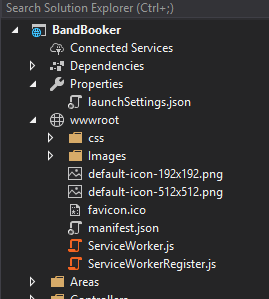 Search Solution Explorer (Ctrl+;)
BandBooker
Connected Services
Dependencies
Properties
launchSettings.json
wwwroot
css
Images
default-icon-192x192.png
default-icon-512x512.png
favicon.ico
manifest.json
ServiceWorker.js
ServiceWorkerRegister.js
Areas